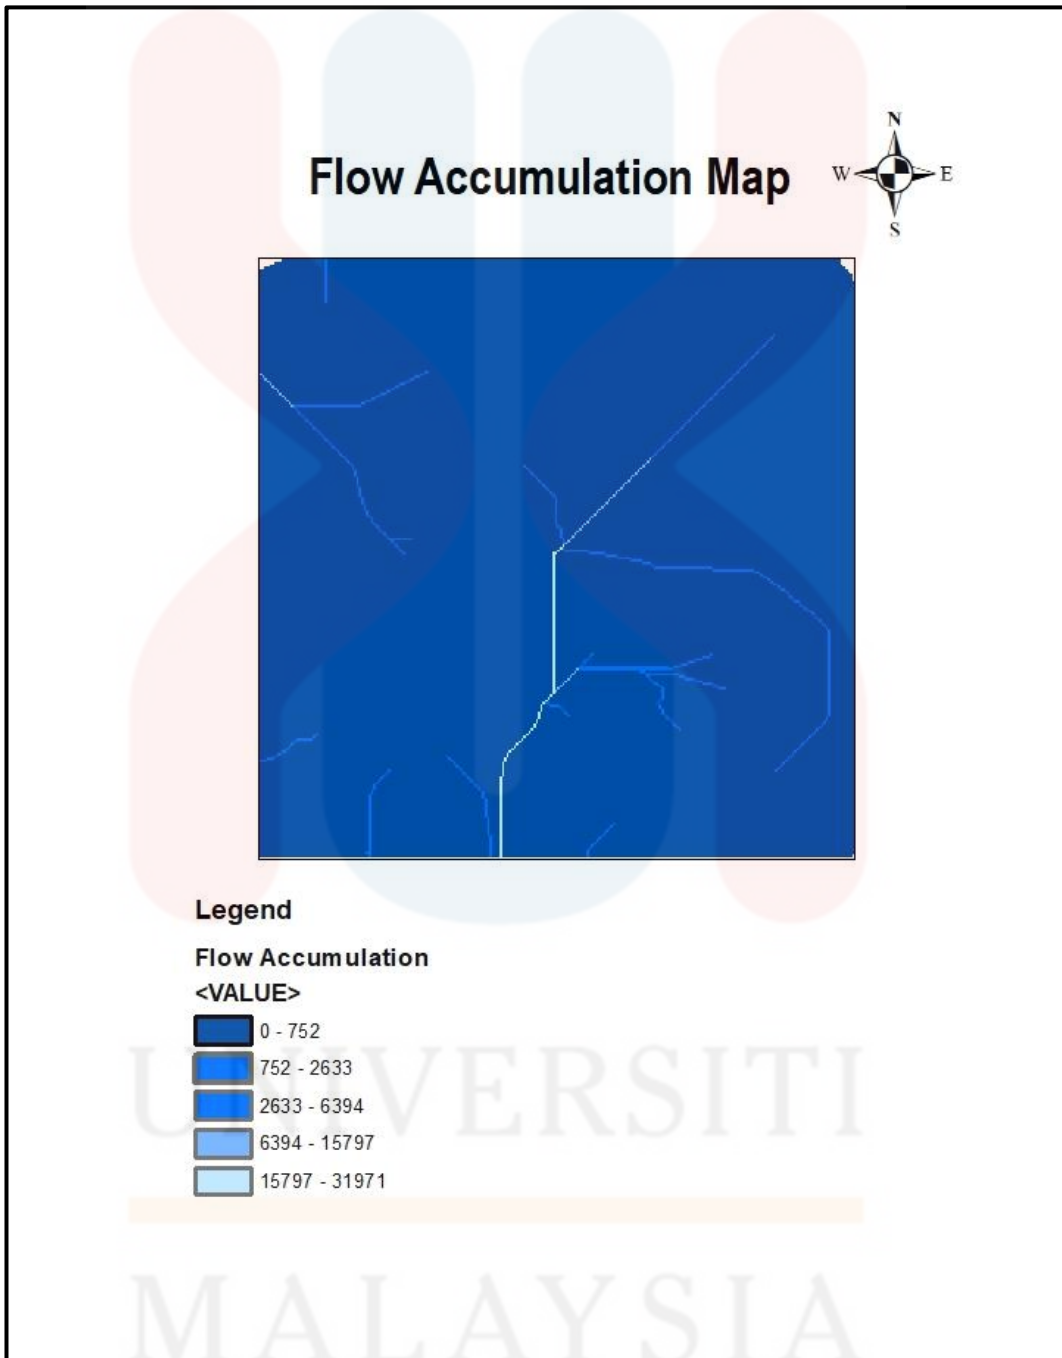 N
Flow Accumulation Map
W E
S
Legend
Flow Accumulation
<VALUE>
0 - 752
752 - 2633
2633 - 6394
6394 - 15797
15797 - 31971
UNIVERSITI
MALAYSIA